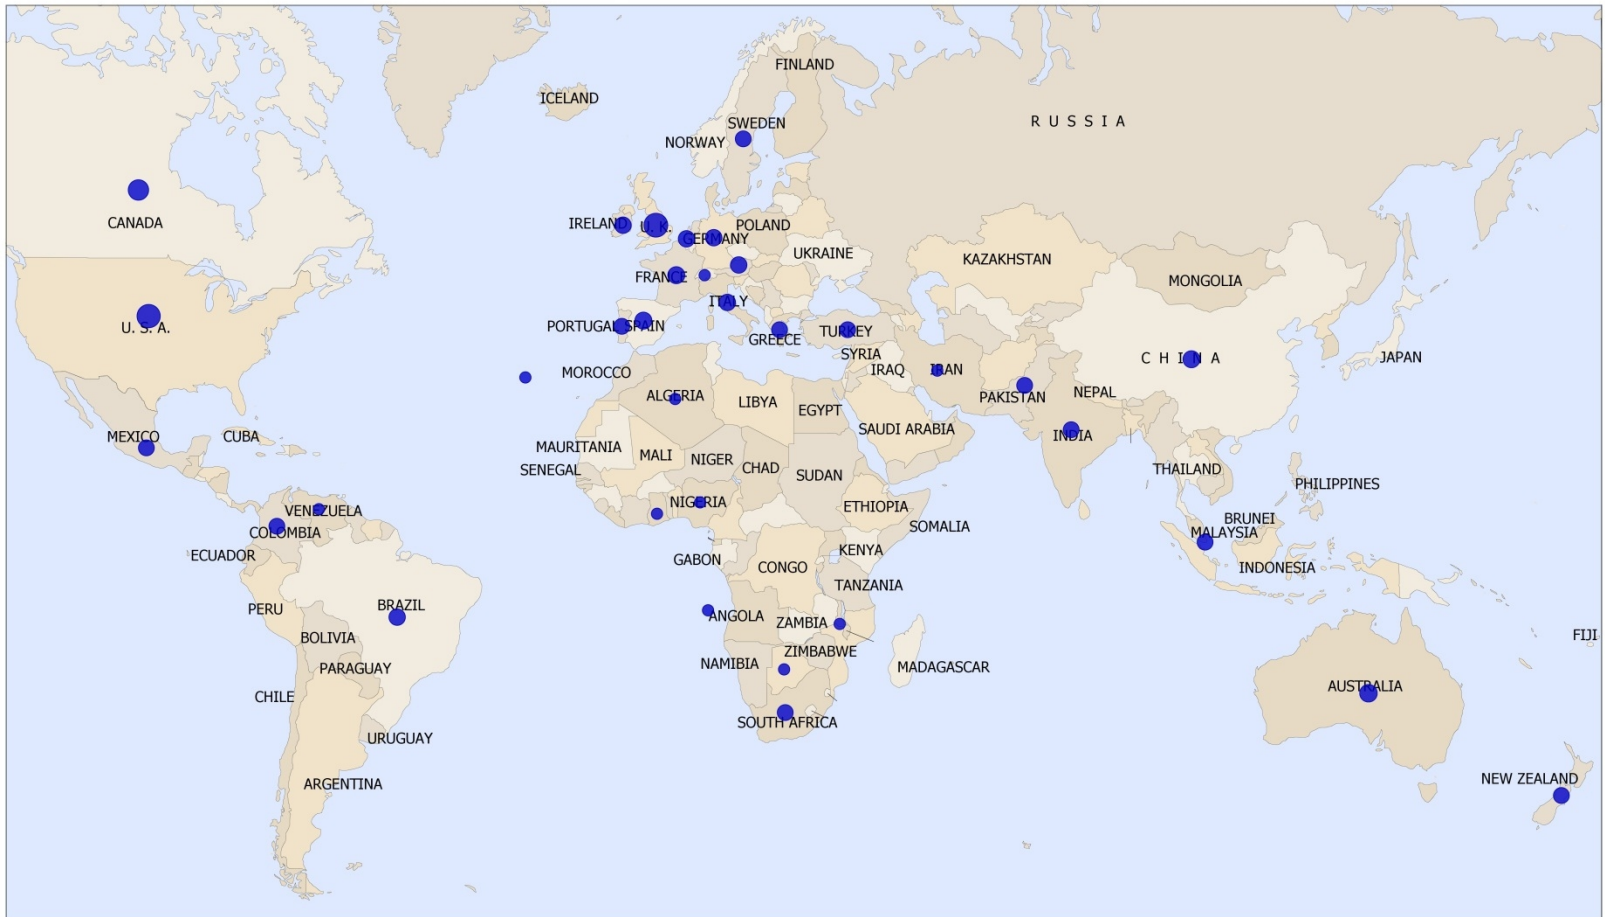 FINLAND
ICELAND
R U S S I A
SWEDEN
NORWAY
CANADA
IRELAND
U. K.
POLAND
GERMANY
UKRAINE
KAZAKHSTAN
FRANCE
MONGOLIA
ITALY
U. S. A.
PORTUGAL
SPAIN
GREECE
TURKEY
SYRIA
C H I N A
JAPAN
MOROCCO
IRAQ
IRAN
ALGERIA
LIBYA
EGYPT
PAKISTAN
NEPAL
SAUDI ARABIA
MEXICO
CUBA
INDIA
MAURITANIA
MALI
NIGER
CHAD
SUDAN
SENEGAL
THAILAND
PHILIPPINES
NIGERIA
ETHIOPIA
VENEZUELA
COLOMBIA
SOMALIA
BRUNEI
MALAYSIA
ECUADOR
GABON
CONGO
KENYA
INDONESIA
TANZANIA
PERU
BRAZIL
ANGOLA
ZAMBIA
BOLIVIA
FIJI
ZIMBABWE
PARAGUAY
NAMIBIA
MADAGASCAR
CHILE
AUSTRALIA
SOUTH AFRICA
URUGUAY
NEW ZEALAND
ARGENTINA